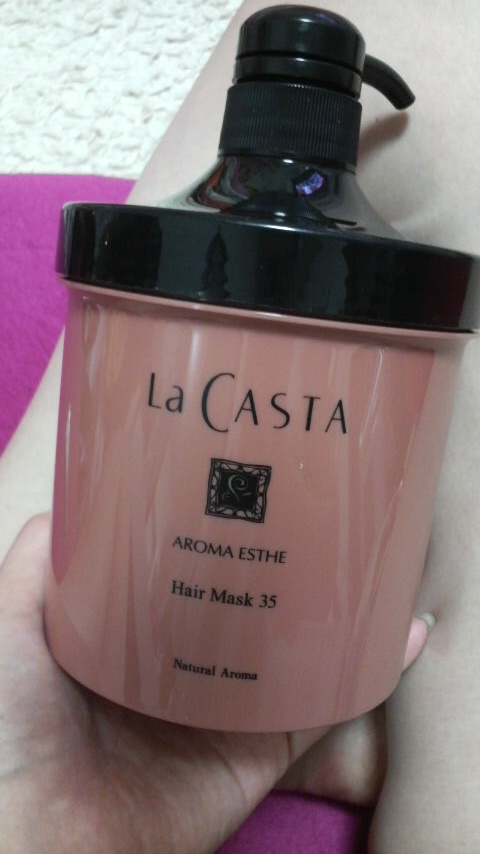 La CASTA
AROMA ESTHE
Hair Mask 35
Natural Aroma